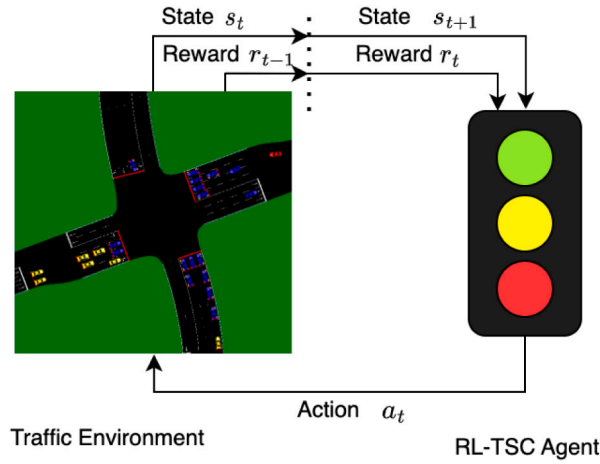 State $s_t$ State $s_{t+1}$
Reward $r_{t-1}$ Reward $r_t$
Action $a_t$
Traffic Environment
RL-TSC Agent